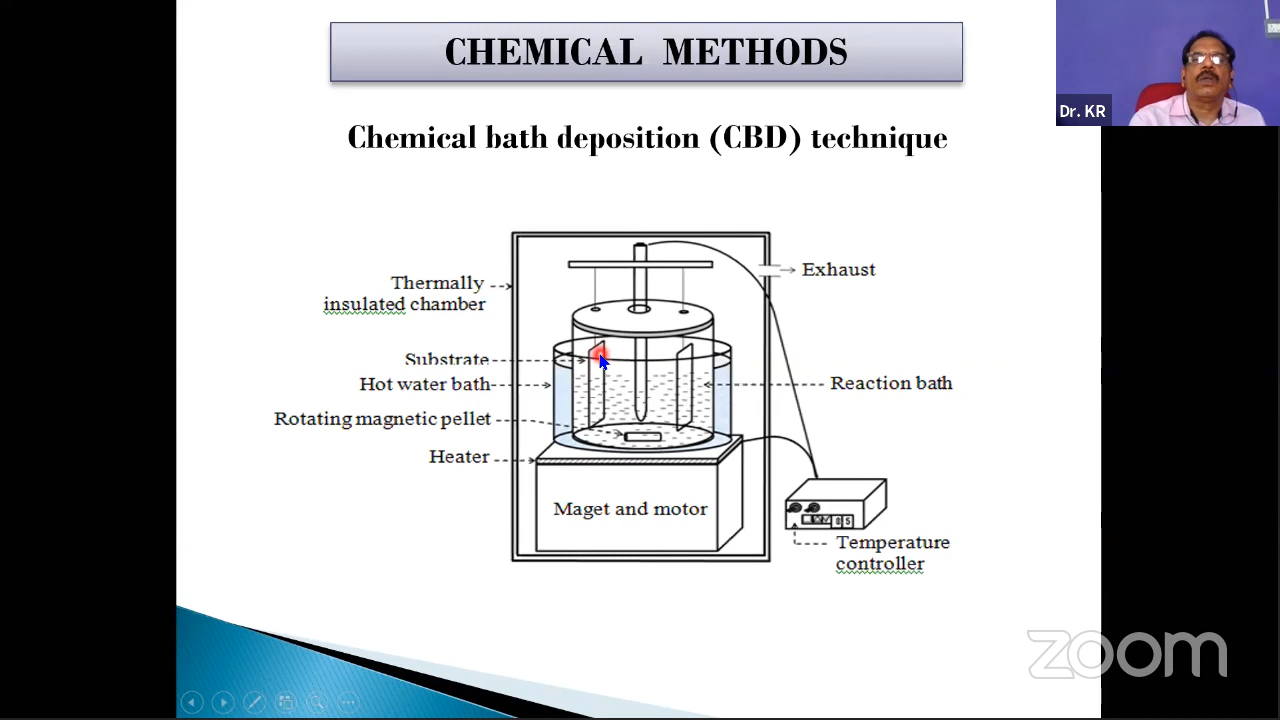 CHEMICAL METHODS
Dr. KR
Chemical bath deposition (CBD) technique
Exhaust
Thermally
insulated chamber
Substrate
Hot water bath
Reaction bath
Rotating magnetic pellet
Heater
Maget and motor
05
Temperature
controller
zoom